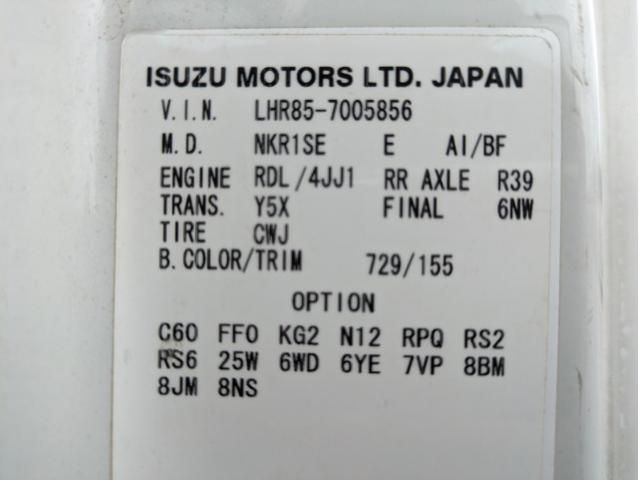 ISUZU MOTORS LTD. JAPAN
V.I.N. LHR85-7005856
M.D. NKR1SE E AI/BF
ENGINE RDL/4JJ1 RR AXLE R39
TRANS. Y5X FINAL 6NW
TIRE CWJ
B.COLOR/TRIM 729/155
OPTION
C60 FF0 KG2 N12 RPQ RS2
RS6 25W 6WD 6YE 7VP 8BM
8JM 8NS